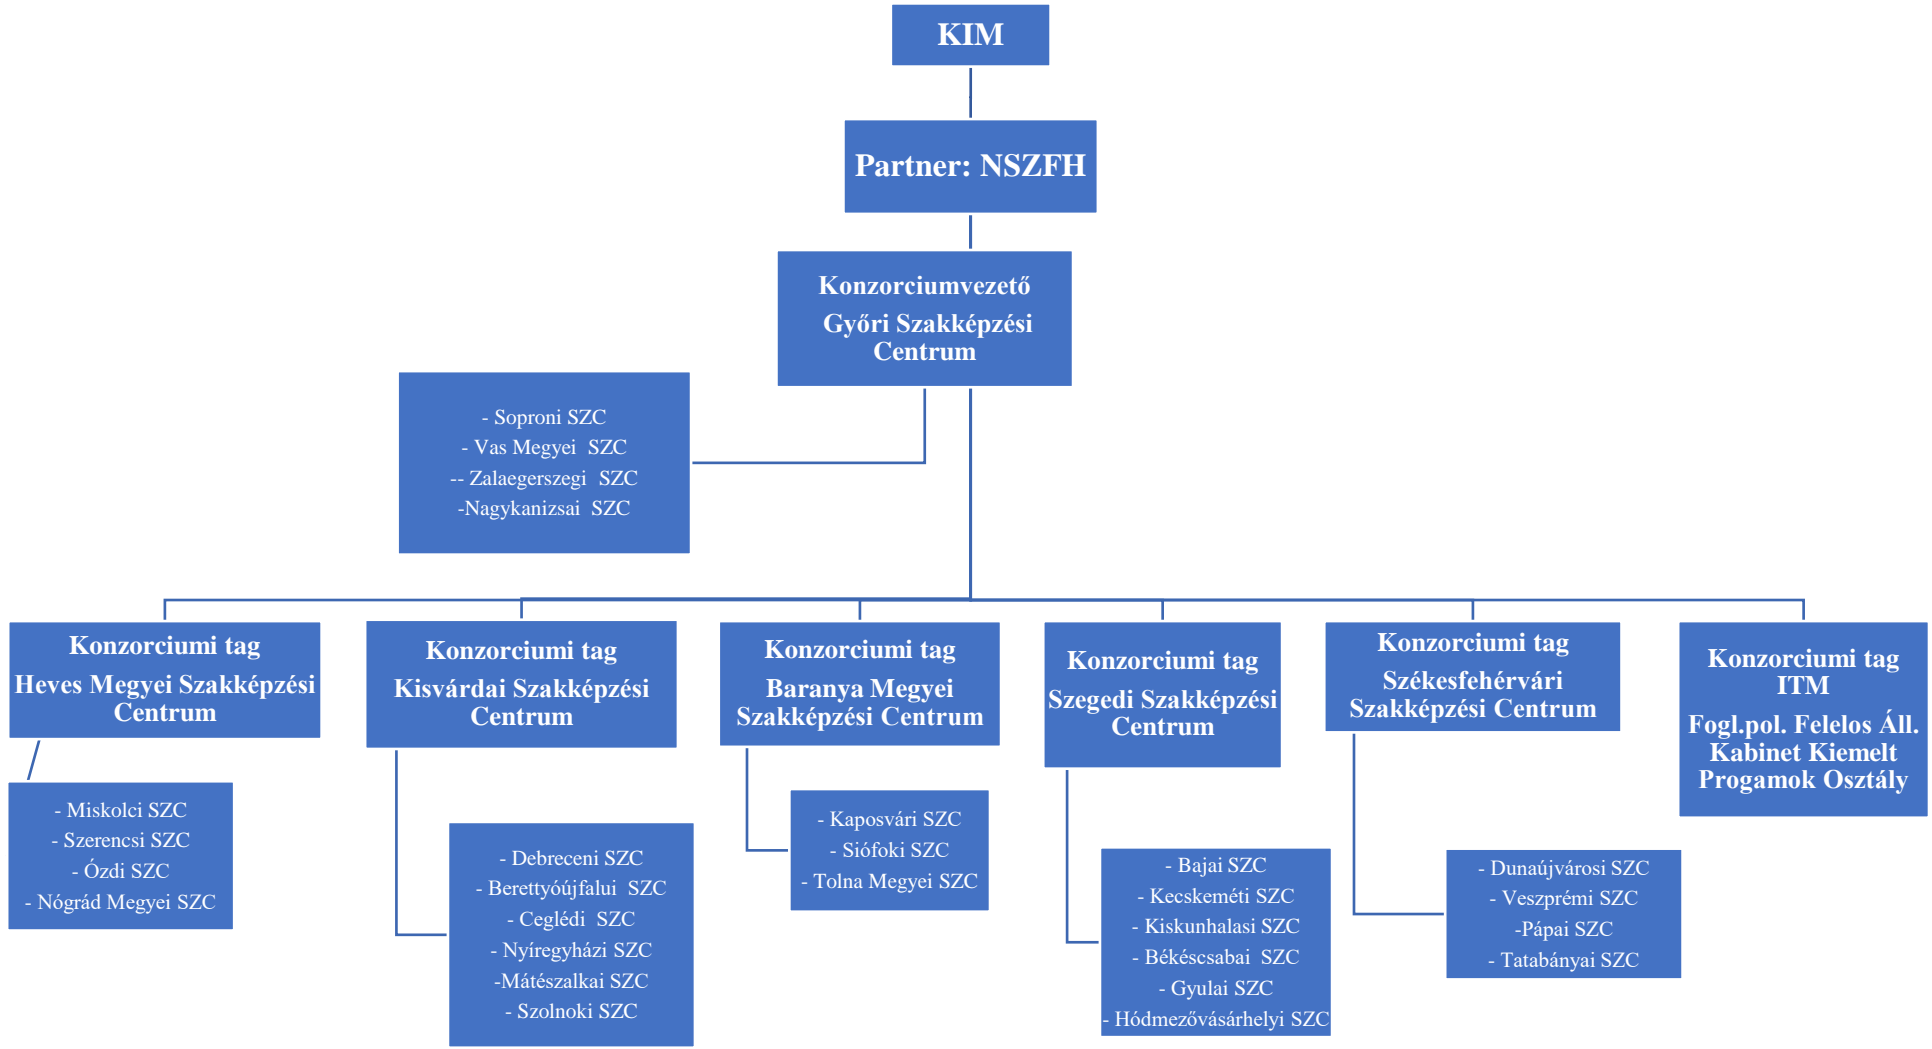 KIM
Partner: NSZFH
Konzorciumvezető
Győri Szakképzési
Centrum
- Soproni SZC
- Vas Megyei  SZC
-- Zalaegerszegi  SZC
-Nagykanizsai  SZC
Konzorciumi tag
Heves Megyei Szakképzési
Centrum
- Miskolci SZC
- Szerencsi SZC
- Ózdi SZC
- Nógrád Megyei SZC
Konzorciumi tag
Kisvárdai Szakképzési
Centrum
- Debreceni SZC
- Berettyóújfalui  SZC
- Ceglédi  SZC
- Nyíregyházi SZC
-Mátészalkai SZC
- Szolnoki SZC
Konzorciumi tag
Baranya Megyei
Szakképzési Centrum
- Kaposvári SZC
- Siófoki SZC
- Tolna Megyei SZC
Konzorciumi tag
Szegedi Szakképzési
Centrum
- Bajai SZC
- Kecskeméti SZC
- Kiskunhalasi SZC
- Békéscsabai  SZC
- Gyulai SZC
- Hódmezővásárhelyi SZC
Konzorciumi tag
Székesfehérvári
Szakképzési Centrum
- Dunaújvárosi SZC
- Veszprémi SZC
-Pápai SZC
- Tatabányai SZC
Konzorciumi tag
ITM
Fogl.pol. Felelos Áll.
Kabinet Kiemelt
Progamok Osztály